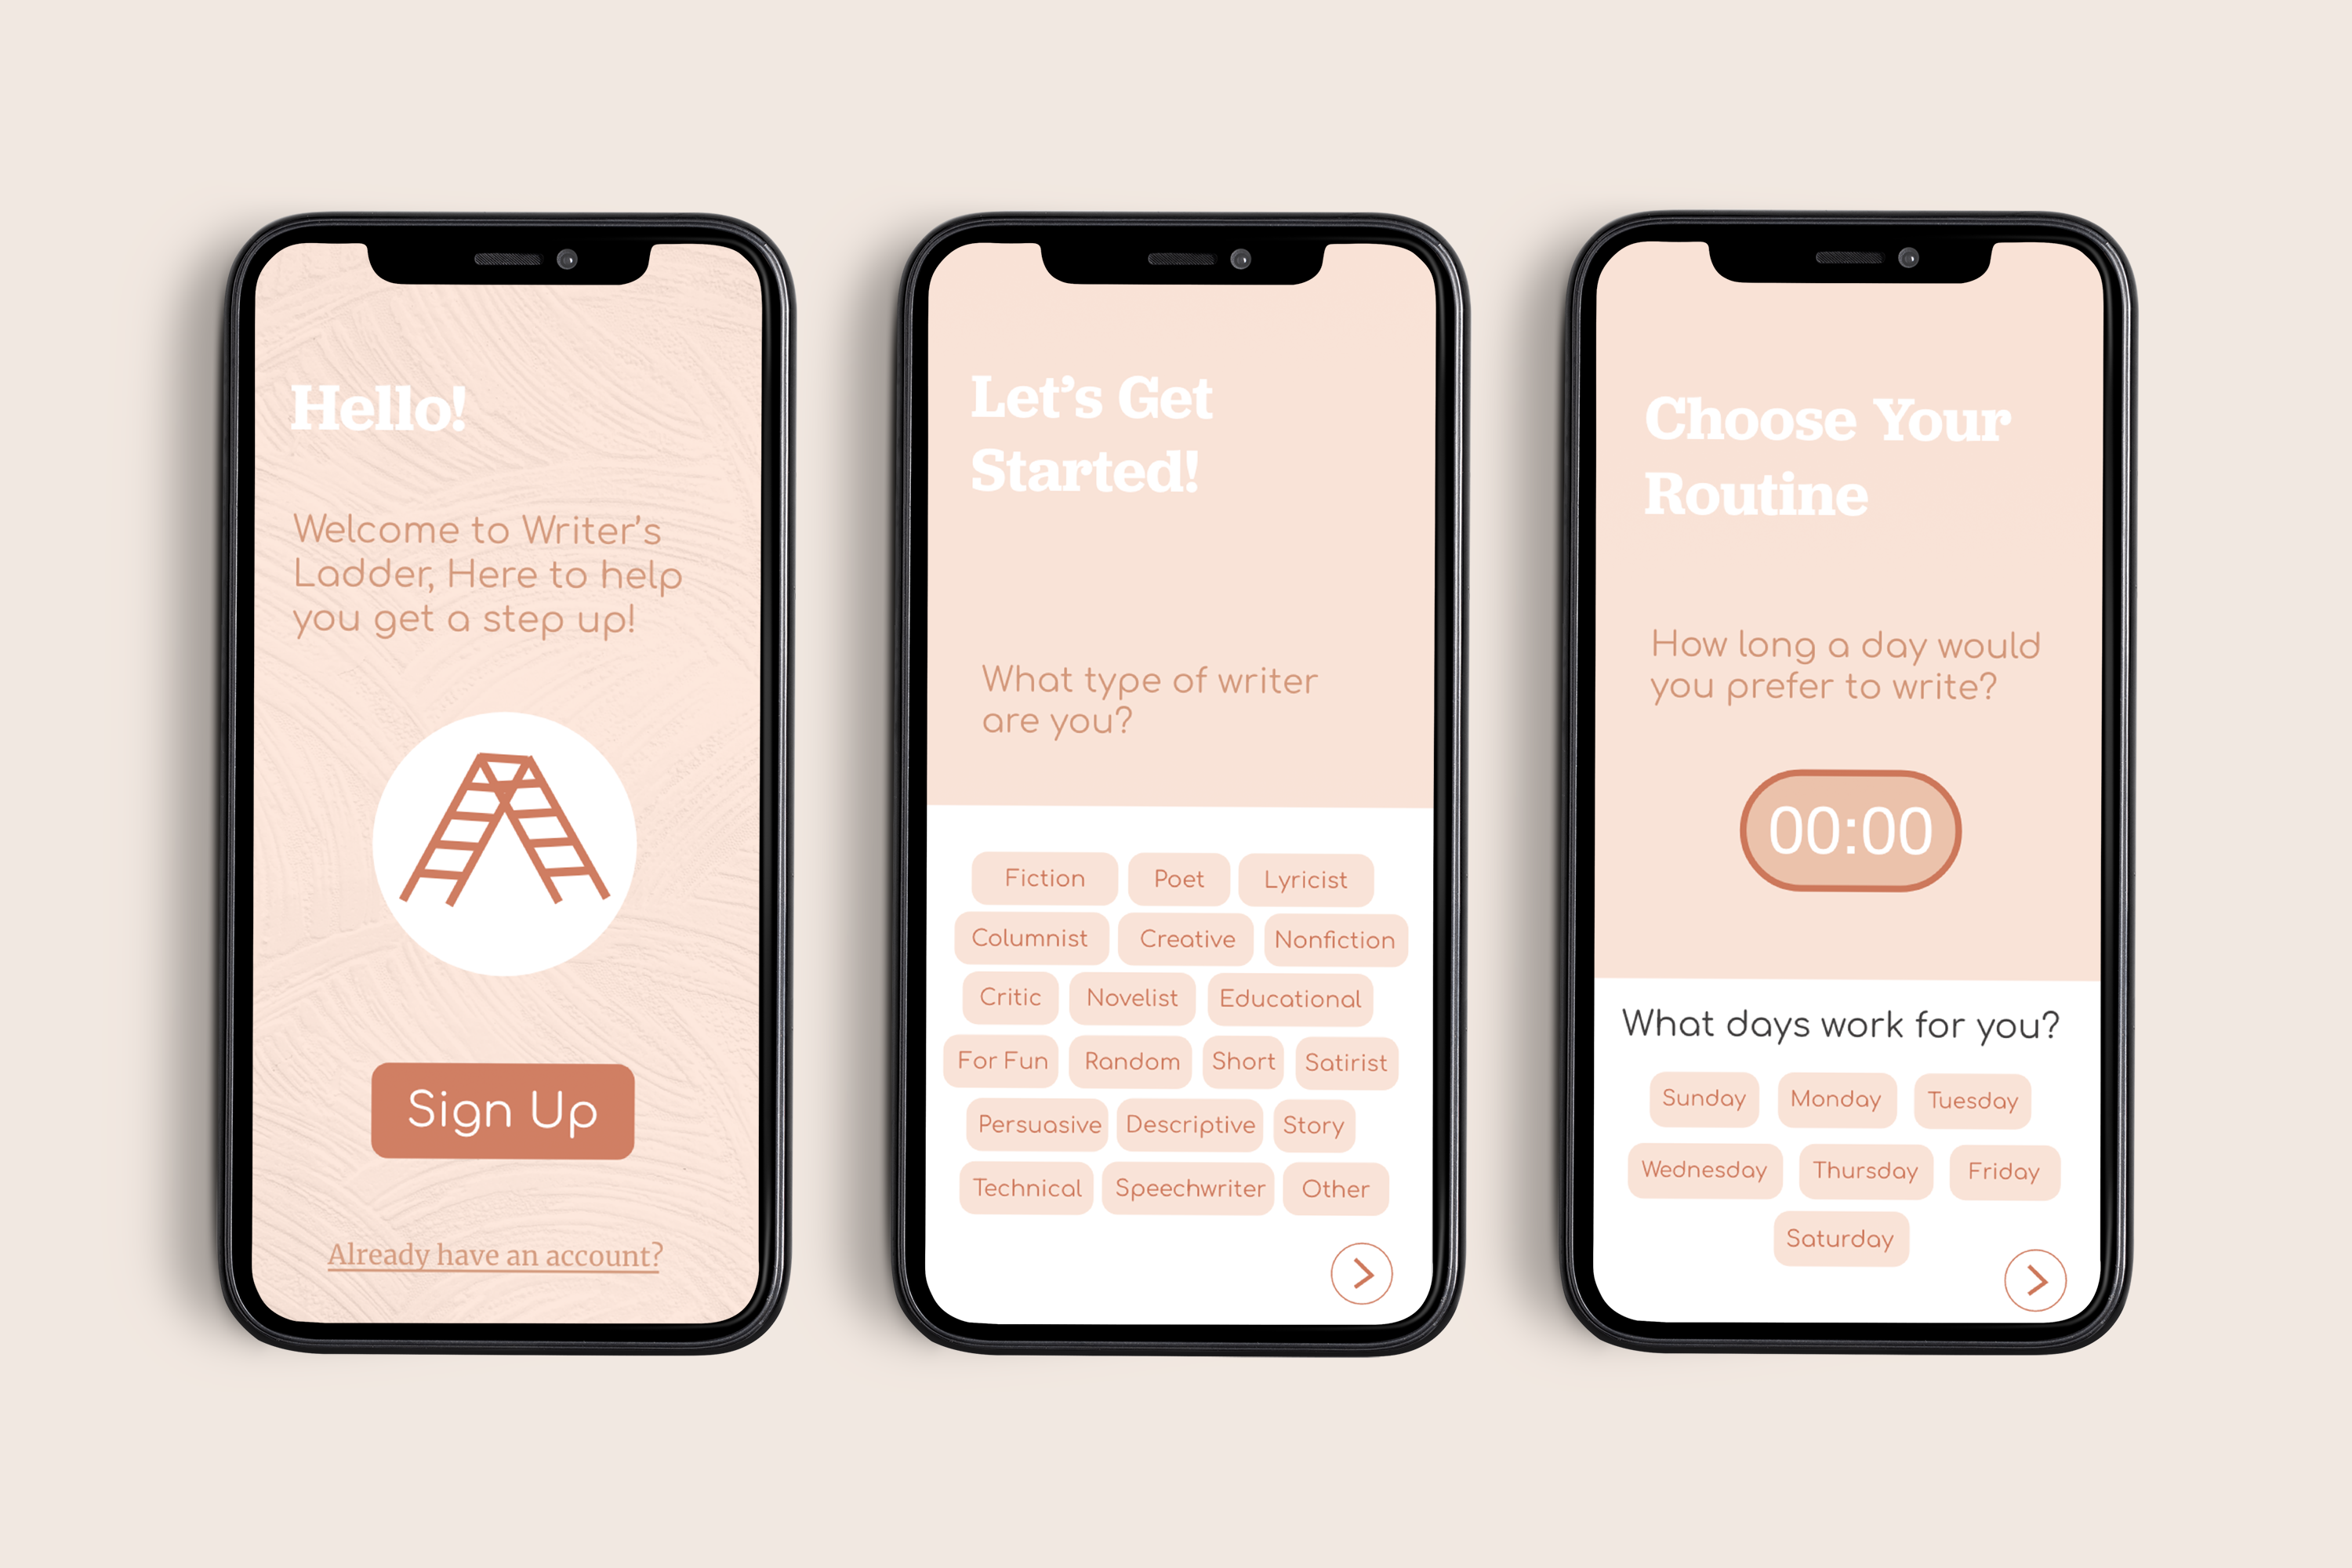 Hello!
Welcome to Writer's
Ladder, Here to help
you get a step up!
Sign Up
Already have an account?
Let's Get
Started!
What type of writer
are you?
Fiction Poet Lyricist
Columnist Creative Nonfiction
Critic Novelist Educational
For Fun Random Short Satirist
Persuasive Descriptive Story
Technical Speechwriter Other
Choose Your
Routine
How long a day would
you prefer to write?
00:00
What days work for you?
Sunday Monday Tuesday
Wednesday Thursday Friday
Saturday